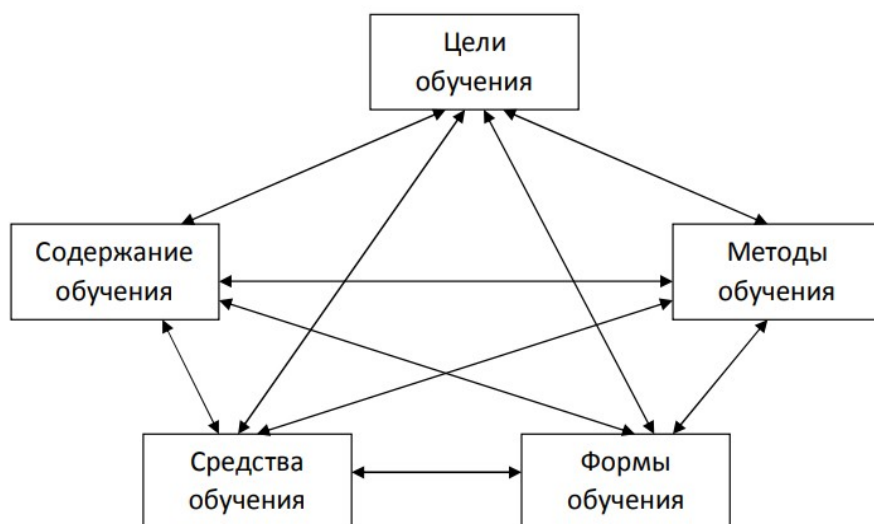 Цели
обучения
Содержание
обучения
Методы
обучения
Средства
обучения
Формы
обучения